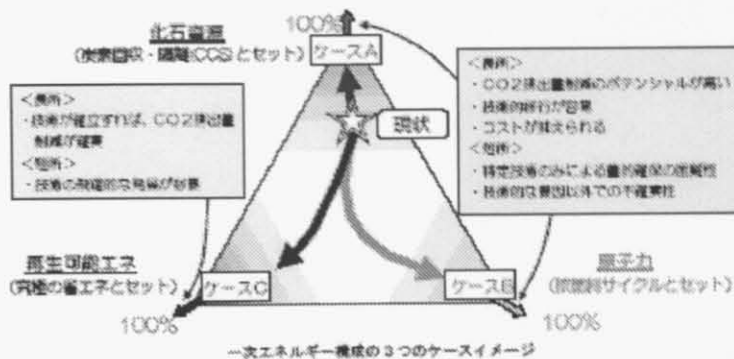 100%
化石資源
(炭素回収・隔離(CCS)とセット)
ケースA
<長所>
・CO2排出量削減のポテンシャルが高い
・技術的移行が容易
・コストが抑えられる
<短所>
・特定技術のみによる量的確保の困難性
・技術的な要因以外での不確実性
<長所>
・技術が確立すれば、CO2排出量
削減が確実
<短所>
・技術の飛躍的な発展が必要
現状
再生可能エネ
(究極の省エネとセット)
ケースC
100%
原子力
(核燃料サイクルとセット)
ケースB
100%
一次エネルギー構成の3つのケースイメージ